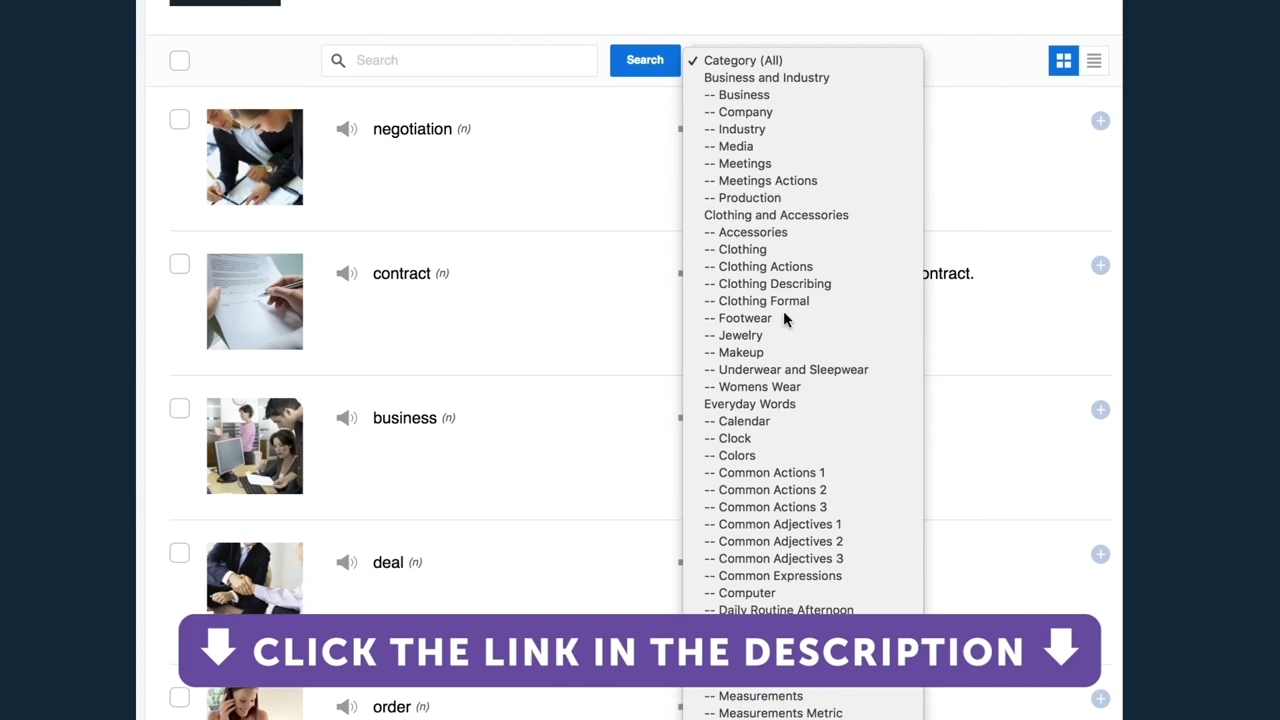 Search
Search
Category (All)
Business and Industry
-- Business
-- Company
-- Industry
-- Media
-- Meetings
-- Meetings Actions
-- Production
Clothing and Accessories
-- Accessories
-- Clothing
-- Clothing Actions
-- Clothing Describing
-- Clothing Formal
-- Footwear
-- Jewelry
-- Makeup
-- Underwear and Sleepwear
-- Womens Wear
Everyday Words
-- Calendar
-- Clock
-- Colors
-- Common Actions 1
-- Common Actions 2
-- Common Actions 3
-- Common Adjectives 1
-- Common Adjectives 2
-- Common Adjectives 3
-- Common Expressions
-- Computer
-- Daily Routine Afternoon
-- Measurements
-- Measurements Metric
negotiation (n)
contract (n)
ontract.
business (n)
deal (n)
CLICK THE LINK IN THE DESCRIPTION
order (n)